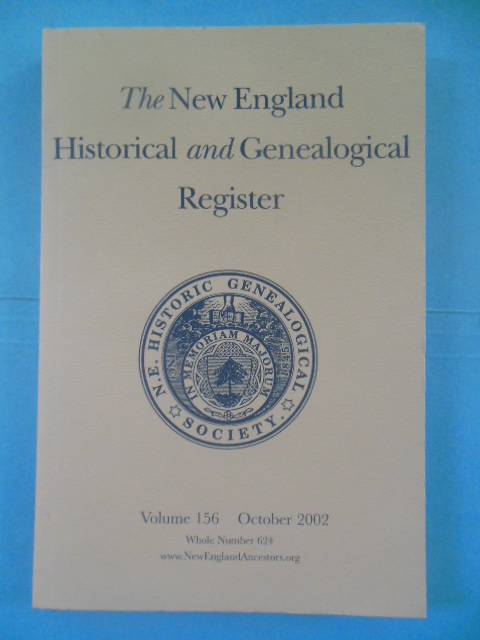 The New England
Historical and Genealogical
Register
N.E. HISTORIC GENEALOGICAL
SOCIETY.
IN MEMORIAM MAJORUM
Volume 156 October 2002
Whole Number 624
www.NewEnglandAncestors.org